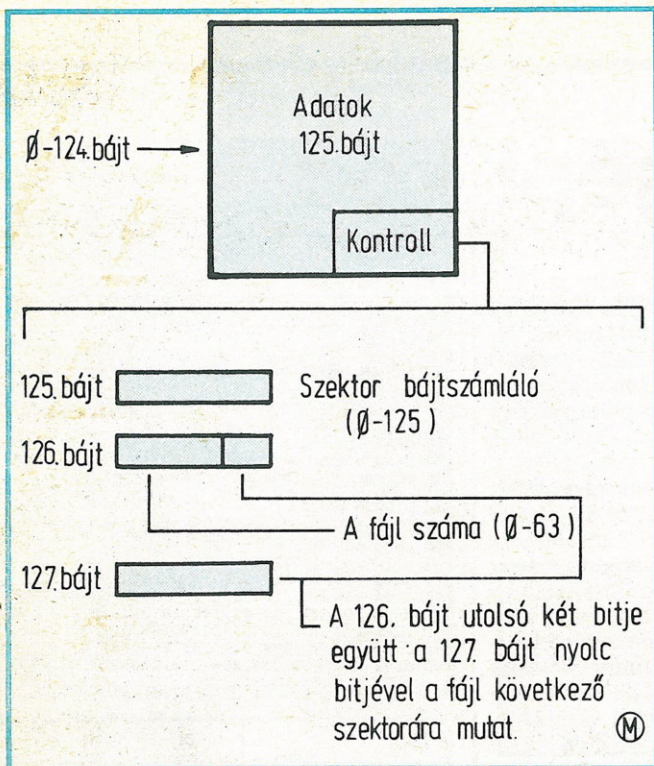 Adatok
125.bájt
Ø-124.bájt
Kontroll
125.bájt
Szektor bájtszámláló
(Ø-125)
126.bájt
A fájl száma (Ø-63)
127.bájt
A 126. bájt utolsó két bitje
együtt a 127. bájt nyolc
bitjével a fájl következő
szektorára mutat.
M